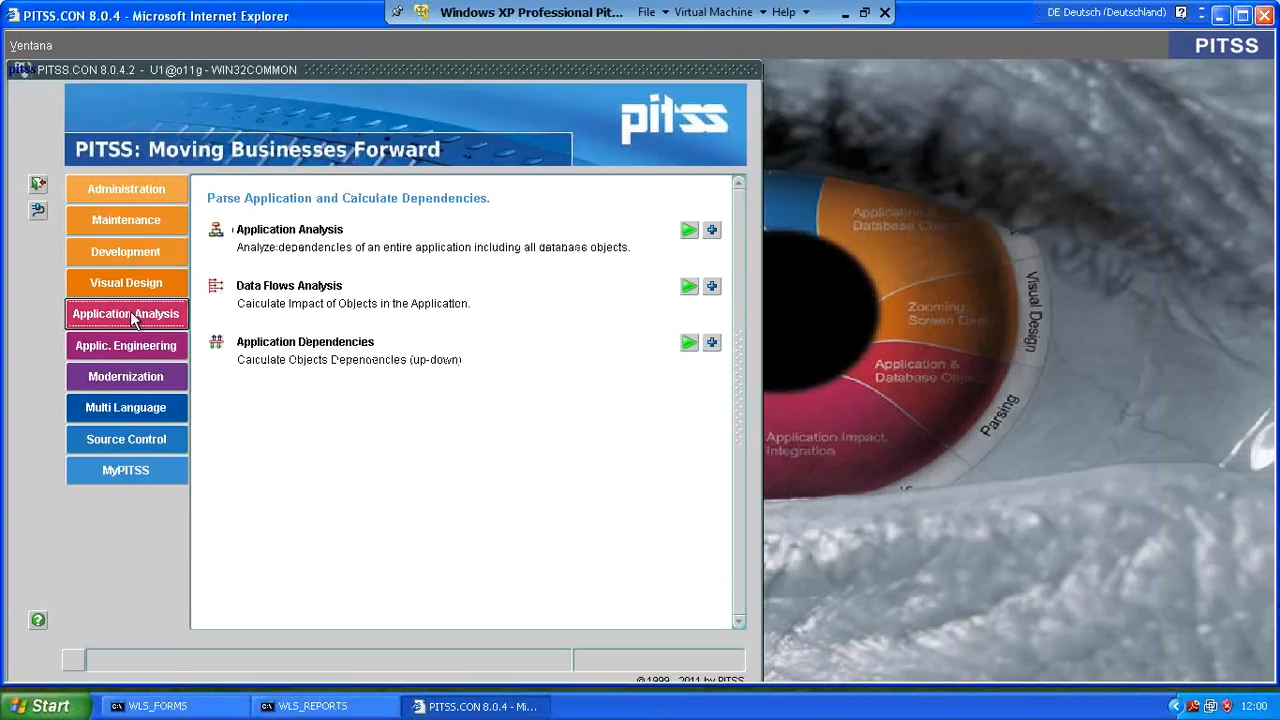 PITSS.CON 8.0.4 - Microsoft Internet Explorer
Windows XP Professional Pit... File Virtual Machine Help
DE Deutsch (Deutschland)
Ventana
PITSS
PITSS.CON 8.0.4.2 - U1@o11g - WIN32COMMON
pitss
PITSS: Moving Businesses Forward
Administration
Maintenance
Development
Visual Design
Application Analysis
Applic. Engineering
Modernization
Multi Language
Source Control
MyPITSS
Parse Application and Calculate Dependencies.
Application Analysis
Analyze dependencies of an entire application including all database objects.
Data Flows Analysis
Calculate Impact of Objects in the Application.
Application Dependencies
Calculate Objects Dependencies (up-down)
Application &
Database Change
Zooming
Screen Design
Visual Design
Application &
Database Objects
Parsing
Application Impact,
Integration
© 1999 - 2011 by PITSS
Start
WLS_FORMS
WLS_REPORTS
PITSS.CON 8.0.4 - Mi...
12:00